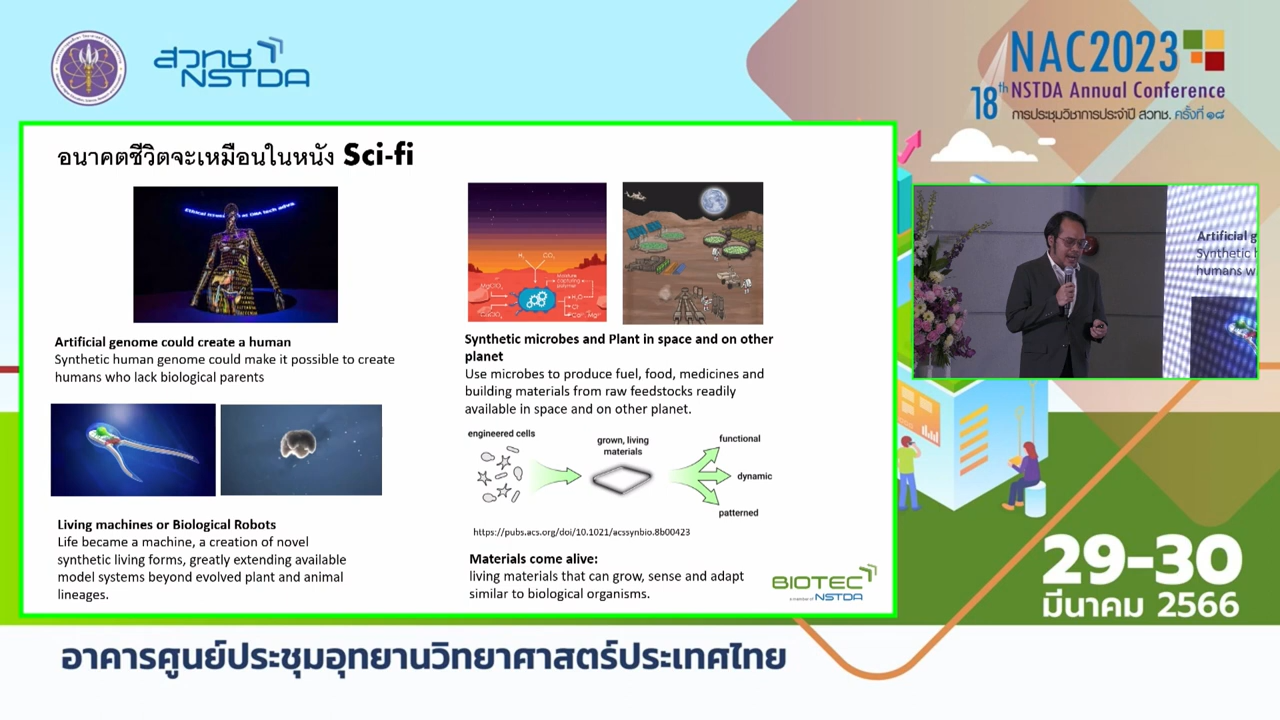 สวทช
NSTDA
NAC2023
18th NSTDA Annual Conference
การประชุมวิชาการประจำปี สวทช. ครั้งที่ ๑๘
อนาคตชีวิตจะเหมือนในหนัง Sci-fi
Artificial genome could create a human
Synthetic human genome could make it possible to create
humans who lack biological parents
Living machines or Biological Robots
Life became a machine, a creation of novel
synthetic living forms, greatly extending available
model systems beyond evolved plant and animal
lineages.
H₂
CO₂
Moisture
capturing
polymer
H₂O
Synthetic microbes and Plant in space and on other
planet
Use microbes to produce fuel, food, medicines and
building materials from raw feedstocks readily
available in space and on other planet.
engineered cells
grown, living
materials
functional
dynamic
patterned
https://pubs.acs.org/doi/10.1021/acssynbio.8b00423
Materials come alive:
living materials that can grow, sense and adapt
similar to biological organisms.
BIOTEC
a member of NSTDA
Artificial g
Synthetic h
humans w
29-30
มีนาคม 2566
อาคารศูนย์ประชุมอุทยานวิทยาศาสตร์ประเทศไทย